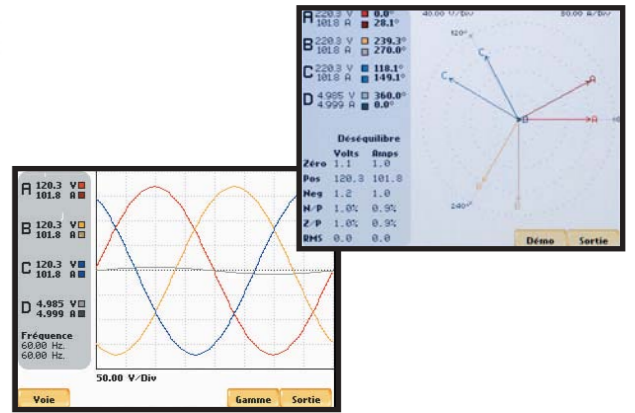 A 220.3 V 0.0°
101.8 A 28.1°
B 220.3 V 239.3°
101.8 A 270.0°
C 220.3 V 118.1°
101.8 A 149.1°
D 4.985 V 360.0°
4.999 A 0.0°
Déséquilibre
Volts Amps
Zéro 1.1 1.0
Pos 120.3 101.8
Neg 1.2 1.0
N/P 1.0% 0.9%
Z/P 1.0% 0.9%
RMS 0.0 0.0
40.00 V/Div 50.00 A/Div
120°
C
C
A
A
D
B
B
240°
Démo Sortie
A 120.3 V
101.8 A
B 120.3 V
101.8 A
C 120.3 V
101.8 A
D 4.985 V
4.999 A
Fréquence
60.00 Hz.
60.00 Hz.
50.00 V/Div
Voie Gamme Sortie